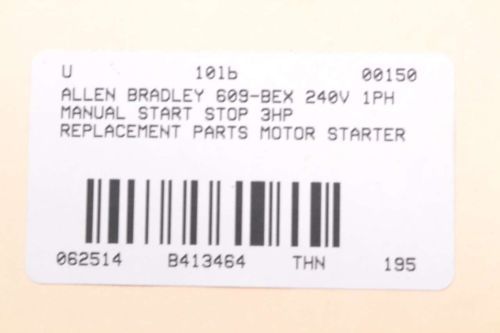 U 10lb 00150
ALLEN BRADLEY 609-BEX 240V 1PH
MANUAL START STOP 3HP
REPLACEMENT PARTS MOTOR STARTER
062514 B413464 THN 195